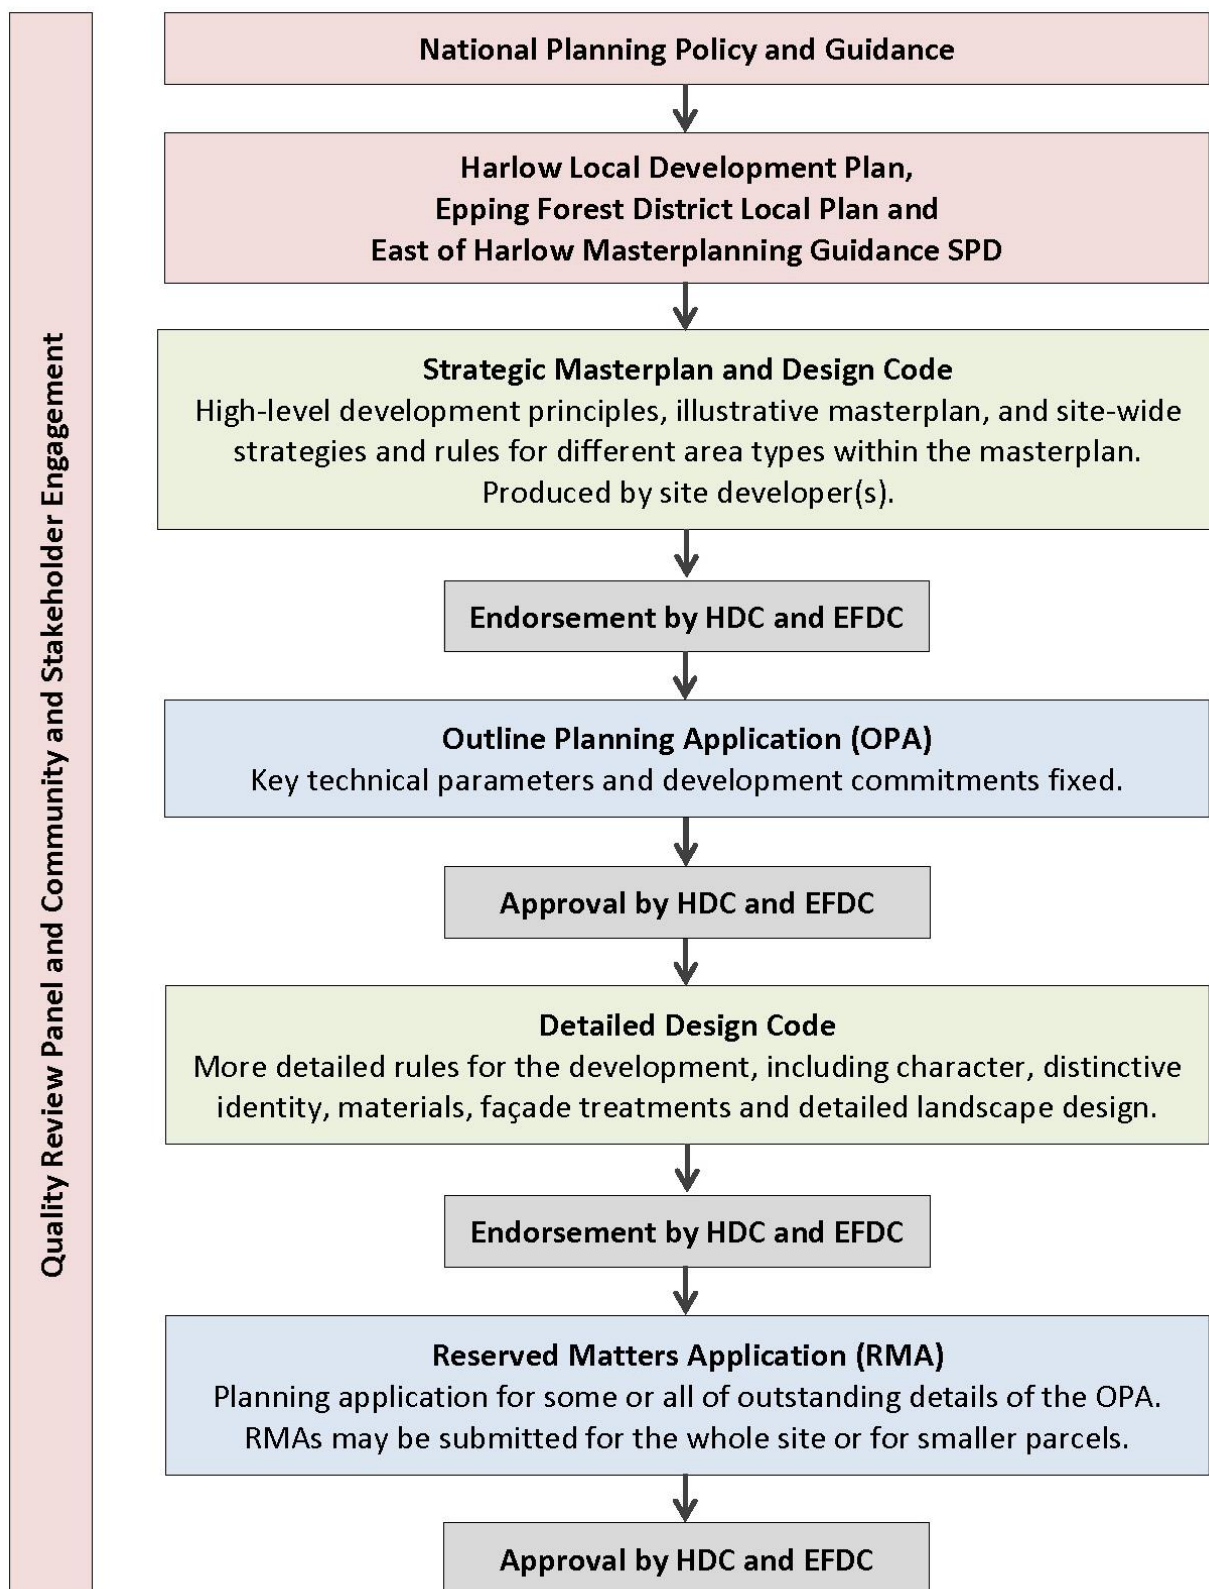 Quality Review Panel and Community and Stakeholder Engagement
National Planning Policy and Guidance
Harlow Local Development Plan,
Epping Forest District Local Plan and
East of Harlow Masterplanning Guidance SPD
Strategic Masterplan and Design Code
High-level development principles, illustrative masterplan, and site-wide
strategies and rules for different area types within the masterplan.
Produced by site developer(s).
Endorsement by HDC and EFDC
Outline Planning Application (OPA)
Key technical parameters and development commitments fixed.
Approval by HDC and EFDC
Detailed Design Code
More detailed rules for the development, including character, distinctive
identity, materials, façade treatments and detailed landscape design.
Endorsement by HDC and EFDC
Reserved Matters Application (RMA)
Planning application for some or all of outstanding details of the OPA.
RMAs may be submitted for the whole site or for smaller parcels.
Approval by HDC and EFDC